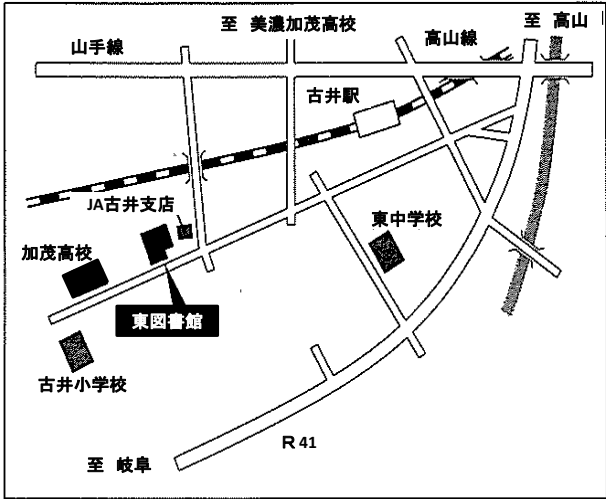 至 美濃加茂高校
至 高山
山手線
高山線
古井駅
JA古井支店
東中学校
加茂高校
東図書館
古井小学校
R 41
至 岐阜